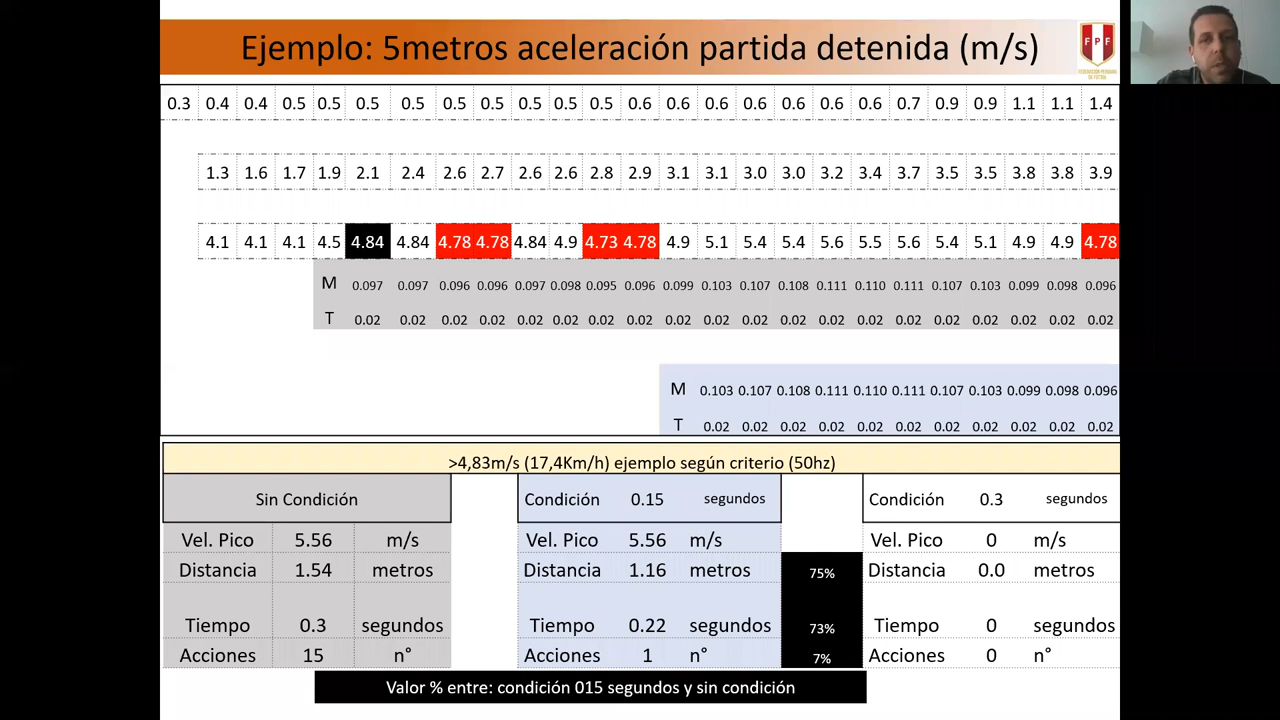 Ejemplo: 5metros aceleración partida detenida (m/s)
FPF
FEDERACIÓN PERUANA
DE FÚTBOL
0.3 0.4 0.4 0.5 0.5 0.5 0.5 0.5 0.5 0.5 0.5 0.5 0.6 0.6 0.6 0.6 0.6 0.6 0.6 0.7 0.9 0.9 1.1 1.1 1.4
1.3 1.6 1.7 1.9 2.1 2.4 2.6 2.7 2.6 2.6 2.8 2.9 3.1 3.1 3.0 3.0 3.2 3.4 3.7 3.5 3.5 3.8 3.8 3.9
4.1 4.1 4.1 4.5 4.84 4.84 4.78 4.78 4.84 4.9 4.73 4.78 4.9 5.1 5.4 5.4 5.6 5.5 5.6 5.4 5.1 4.9 4.9 4.78
M 0.097 0.097 0.096 0.096 0.097 0.098 0.095 0.096 0.099 0.103 0.107 0.108 0.111 0.110 0.111 0.107 0.103 0.099 0.098 0.096
T 0.02 0.02 0.02 0.02 0.02 0.02 0.02 0.02 0.02 0.02 0.02 0.02 0.02 0.02 0.02 0.02 0.02 0.02 0.02 0.02
M 0.103 0.107 0.108 0.111 0.110 0.111 0.107 0.103 0.099 0.098 0.096
T 0.02 0.02 0.02 0.02 0.02 0.02 0.02 0.02 0.02 0.02 0.02
>4,83m/s (17,4Km/h) ejemplo según criterio (50hz)
Sin Condición Condición 0.15 segundos Condición 0.3 segundos
Vel. Pico 5.56 m/s Vel. Pico 5.56 m/s Vel. Pico 0 m/s
Distancia 1.54 metros Distancia 1.16 metros 75% Distancia 0.0 metros
Tiempo 0.3 segundos Tiempo 0.22 segundos 73% Tiempo 0 segundos
Acciones 15 n° Acciones 1 n° 7% Acciones 0 n°
Valor % entre: condición 015 segundos y sin condición